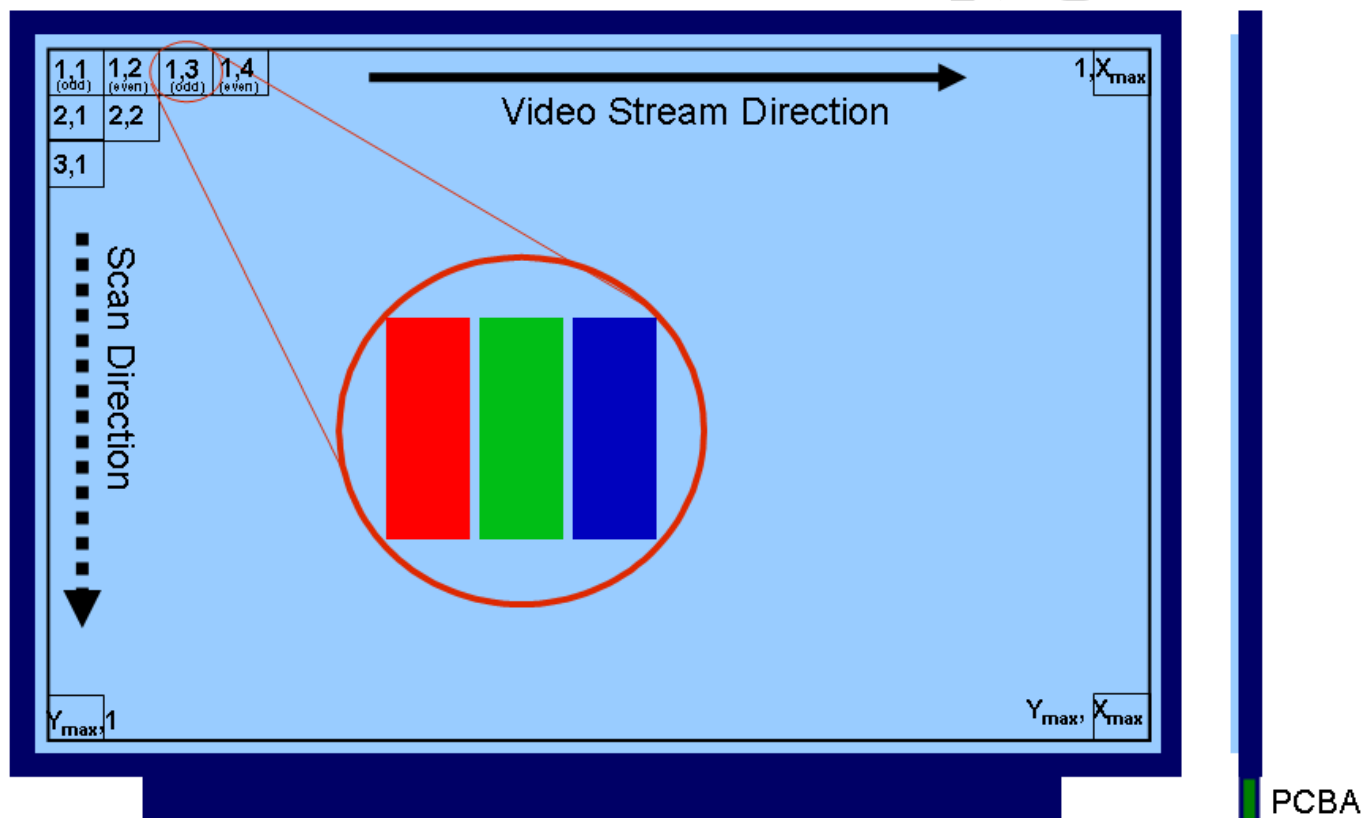 1,1 1,2 1,3 1,4 1,Xmax
(odd) (even) (odd) (even)
Video Stream Direction
2,1 2,2
3,1
Scan Direction
Ymax,1 Ymax, Xmax
PCBA